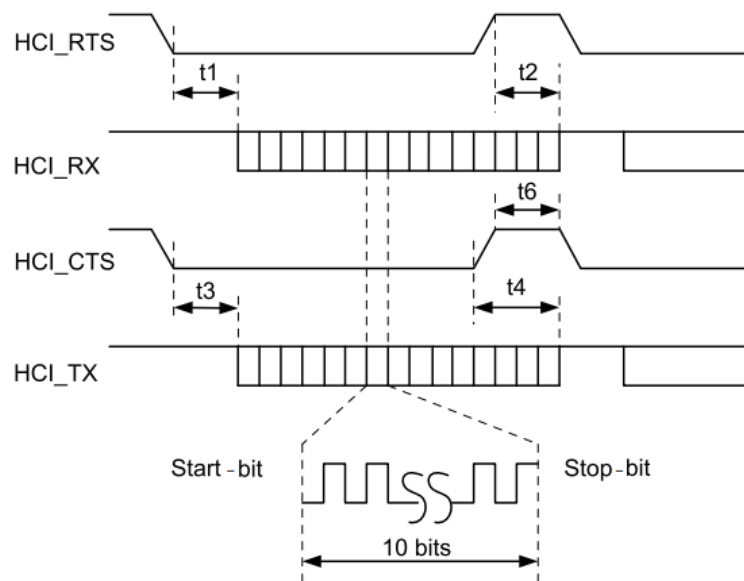 HCI_RTS
t1
t2
HCI_RX
t6
HCI_CTS
t3
t4
HCI_TX
Start-bit
Stop-bit
10 bits